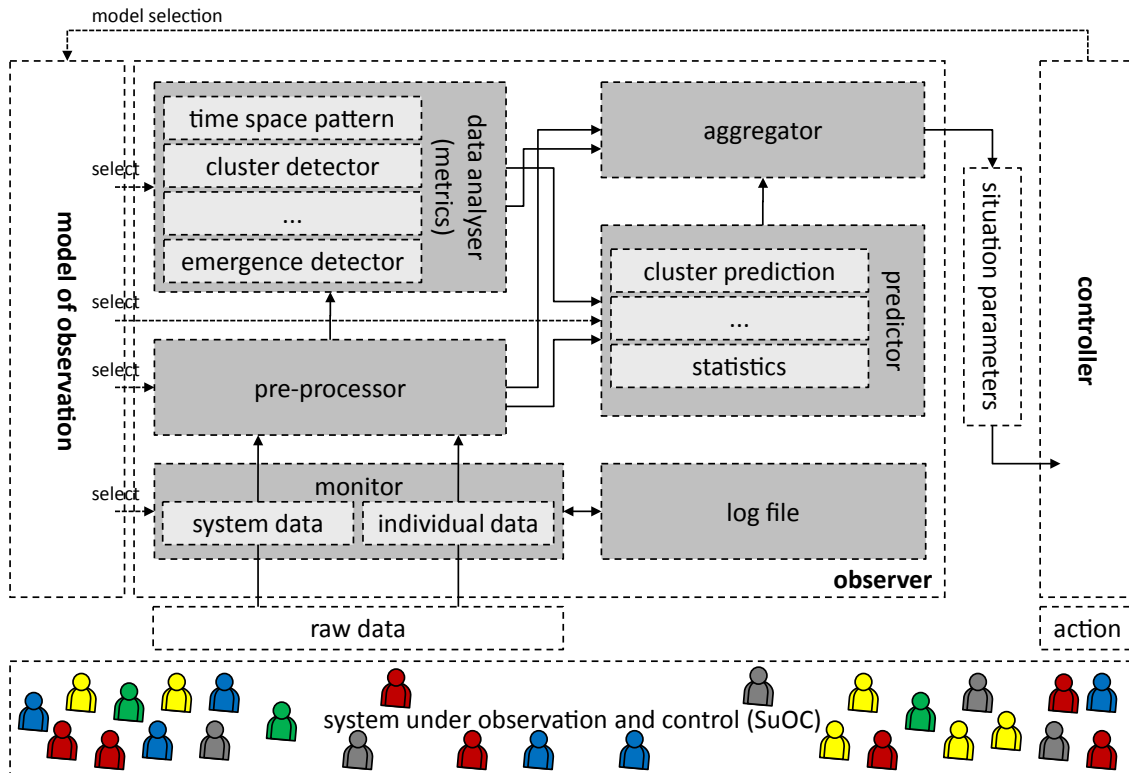 model selection
time space pattern
cluster detector
...
emergence detector
data analyser
(metrics)
aggregator
select
select
select
select
model of observation
cluster prediction
...
statistics
predictor
situation parameters
controller
pre-processor
monitor
system data
individual data
log file
observer
raw data
action
system under observation and control (SuOC)